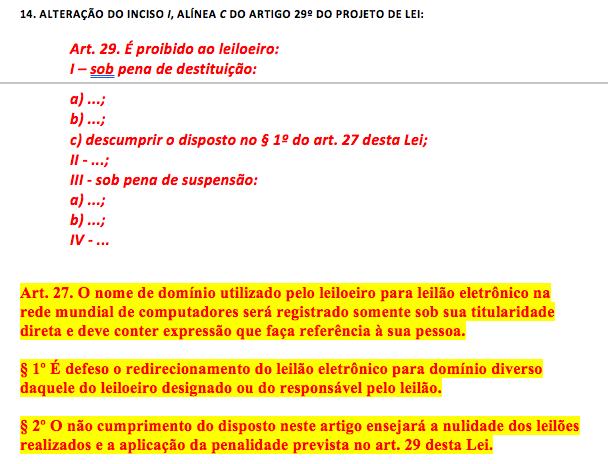 14. ALTERAÇÃO DO INCISO I, ALÍNEA C DO ARTIGO 29º DO PROJETO DE LEI:
Art. 29. É proibido ao leiloeiro:
I – sob pena de destituição:
a) ...;
b) ...;
c) descumprir o disposto no § 1º do art. 27 desta Lei;
II - ...;
III - sob pena de suspensão:
a) ...;
b) ...;
IV - ...
Art. 27. O nome de domínio utilizado pelo leiloeiro para leilão eletrônico na
rede mundial de computadores será registrado somente sob sua titularidade
direta e deve conter expressão que faça referência à sua pessoa.
§ 1º É defeso o redirecionamento do leilão eletrônico para domínio diverso
daquele do leiloeiro designado ou do responsável pelo leilão.
§ 2º O não cumprimento do disposto neste artigo ensejará a nulidade dos leilões
realizados e a aplicação da penalidade prevista no art. 29 desta Lei.